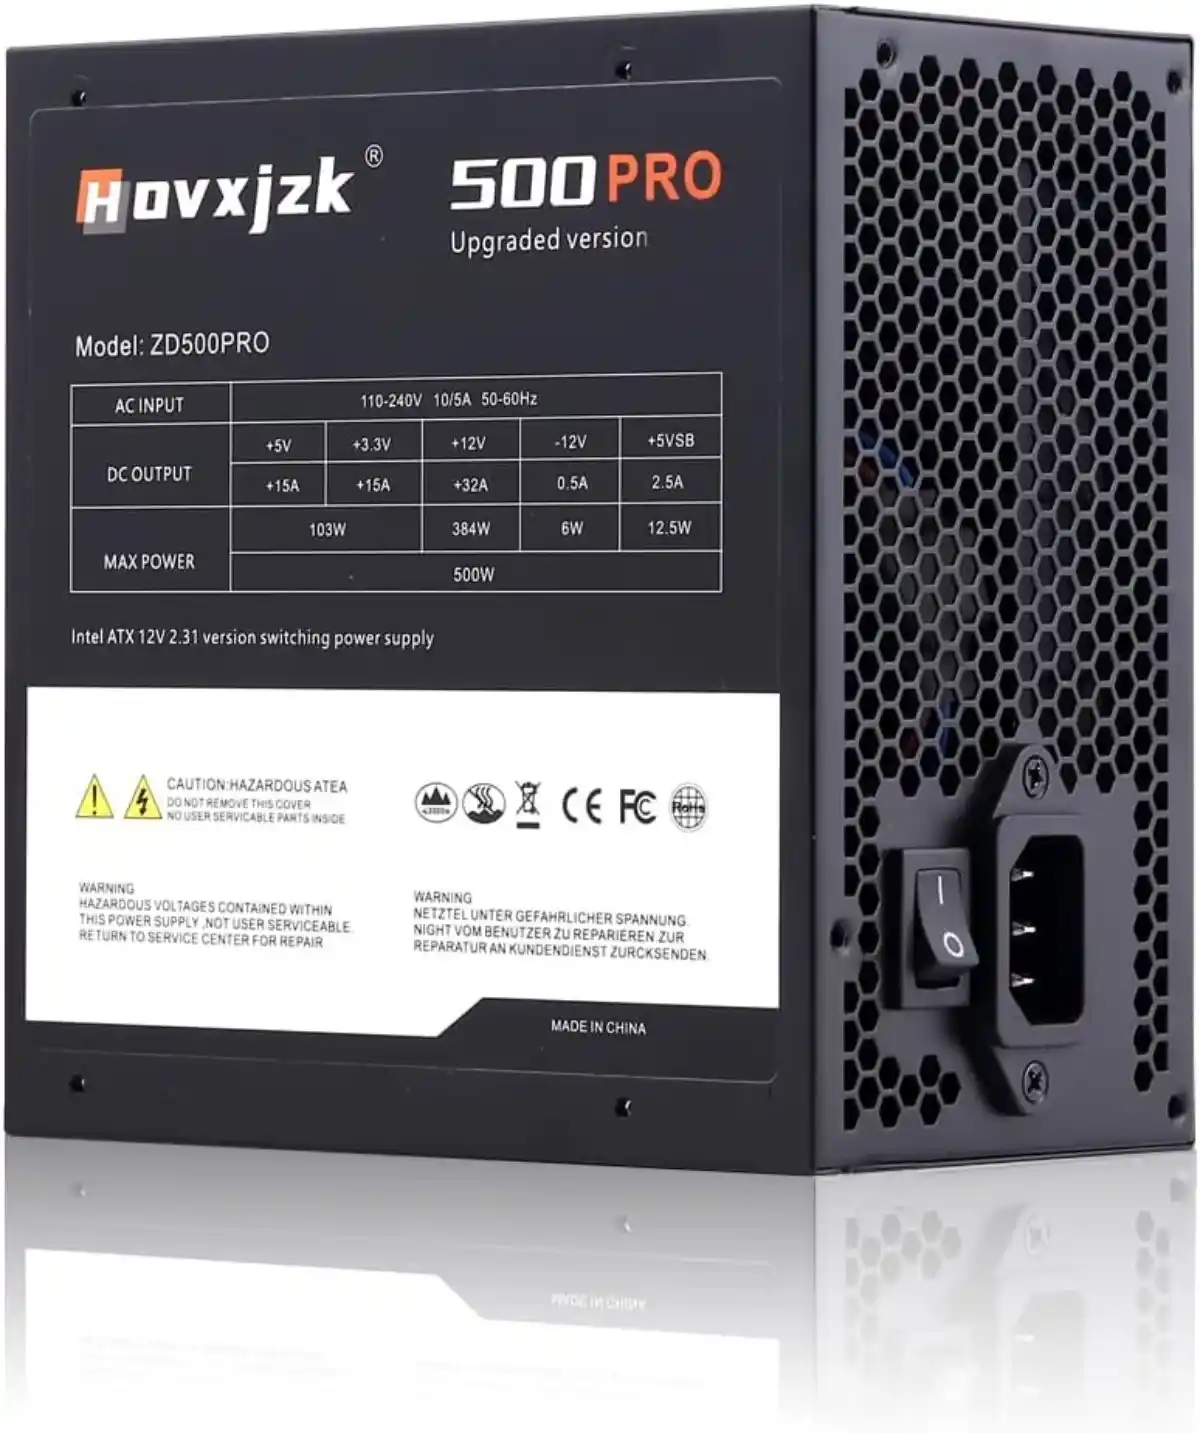 Hovxjzk®
500 PRO
Upgraded version
Model: ZD500PRO
AC INPUT 110-240V 10/5A 50-60Hz
DC OUTPUT +5V +3.3V +12V -12V +5VSB
+15A +15A +32A 0.5A 2.5A
MAX POWER 103W 384W 6W 12.5W
500W
Intel ATX 12V 2.31 version switching power supply
CAUTION:HAZARDOUS ATEA
DO NOT REMOVE THIS COVER
NO USER SERVICABLE PARTS INSIDE
CE FC RoHS
WARNING
HAZARDOUS VOLTAGES CONTAINED WITHIN
THIS POWER SUPPLY ,NOT USER SERVICEABLE.
RETURN TO SERVICE CENTER FOR REPAIR
WARNING
NETZTEL UNTER GEFAHRLICHER SPANNUNG.
NIGHT VOM BENUTZER ZU REPARIEREN.ZUR
REPARATUR AN KUNDENDIENST ZURCKSENDEN.
MADE IN CHINA